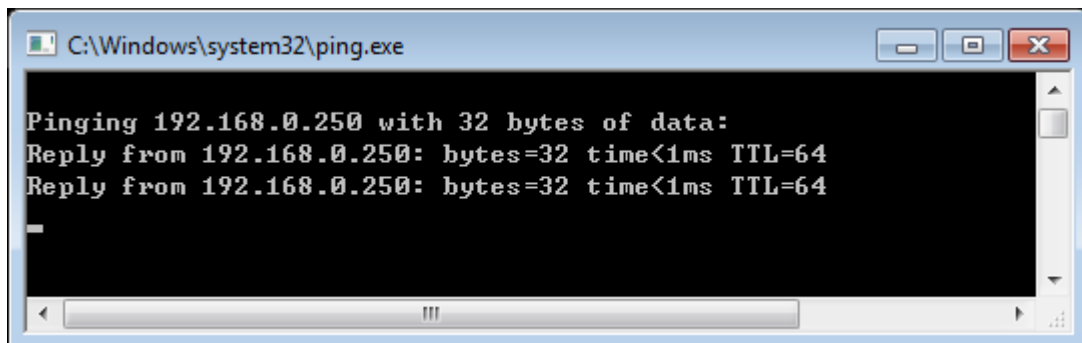 C:\Windows\system32\ping.exe
Pinging 192.168.0.250 with 32 bytes of data:
Reply from 192.168.0.250: bytes=32 time<1ms TTL=64
Reply from 192.168.0.250: bytes=32 time<1ms TTL=64